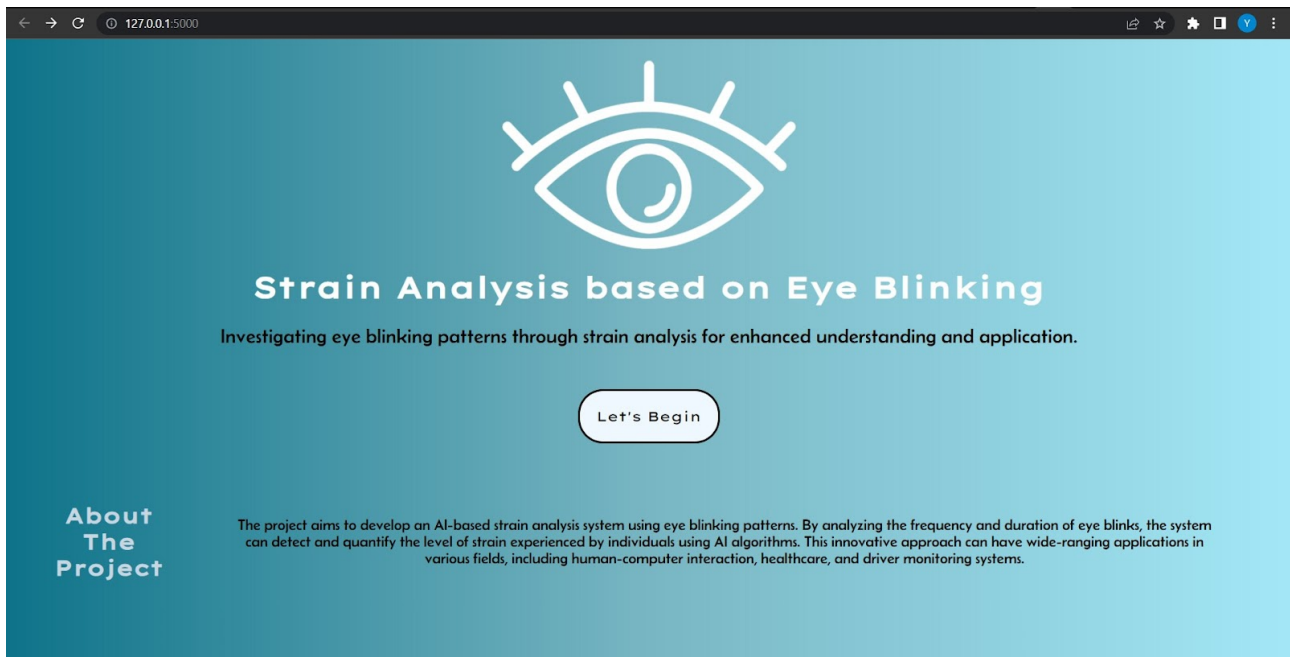 127.0.0.1:5000
Y
Strain Analysis based on Eye Blinking
Investigating eye blinking patterns through strain analysis for enhanced understanding and application.
Let's Begin
About
The
Project
The project aims to develop an AI-based strain analysis system using eye blinking patterns. By analyzing the frequency and duration of eye blinks, the system
can detect and quantify the level of strain experienced by individuals using AI algorithms. This innovative approach can have wide-ranging applications in
various fields, including human-computer interaction, healthcare, and driver monitoring systems.